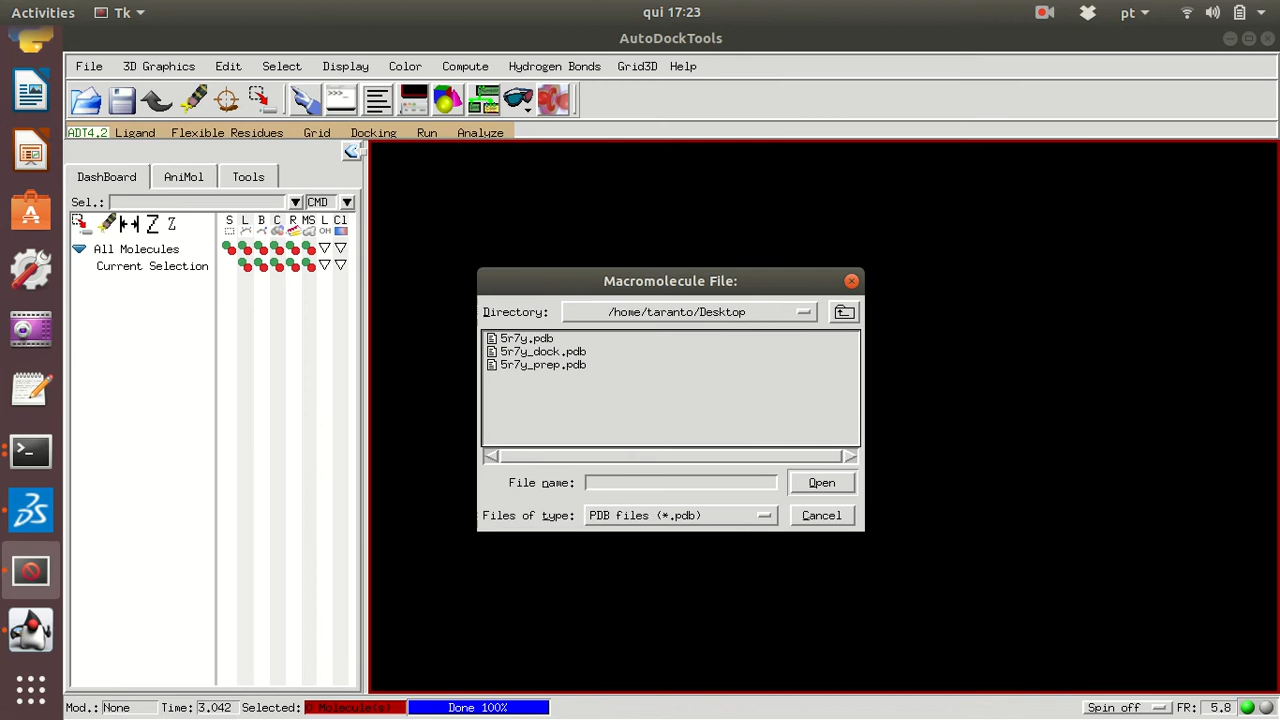 Activities Tk qui 17:23 pt
AutoDockTools
File 3D Graphics Edit Select Display Color Compute Hydrogen Bonds Grid3D Help
ADT4.2 Ligand Flexible Residues Grid Docking Run Analyze
DashBoard AniMol Tools
Sel.: CMD
S L B C R MS L Cl
All Molecules
Current Selection
Macromolecule File:
Directory: /home/taranto/Desktop
5r7y.pdb
5r7y_dock.pdb
5r7y_prep.pdb
File name: Open
Files of type: PDB files (*.pdb) Cancel
Mod.: None Time: 3.042 Selected: 0 Molecule(s) Done 100% Spin off FR: 5.8